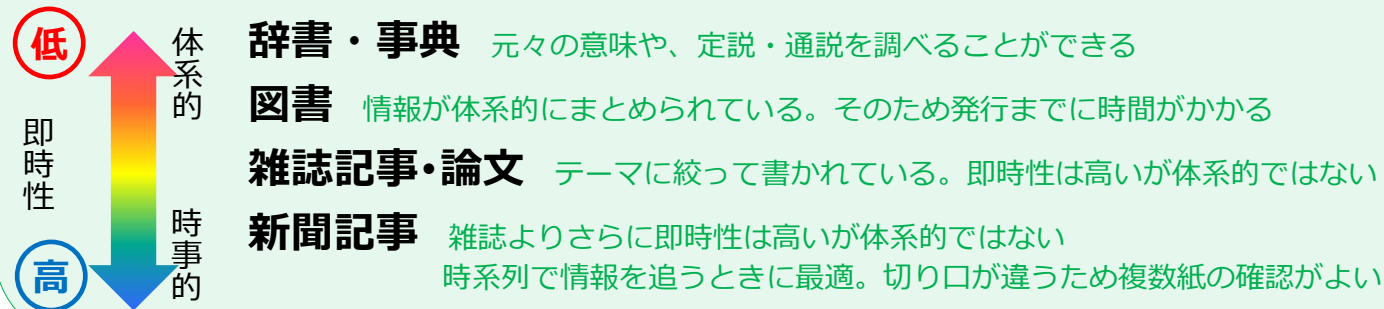 低
即時性
高
体系的
時事的
辞書・事典 元々の意味や、定説・通説を調べることができる
図書 情報が体系的にまとめられている。そのため発行までに時間がかかる
雑誌記事・論文 テーマに絞って書かれている。即時性は高いが体系的ではない
新聞記事 雑誌よりさらに即時性は高いが体系的ではない
時系列で情報を追うときに最適。切り口が違うため複数紙の確認がよい